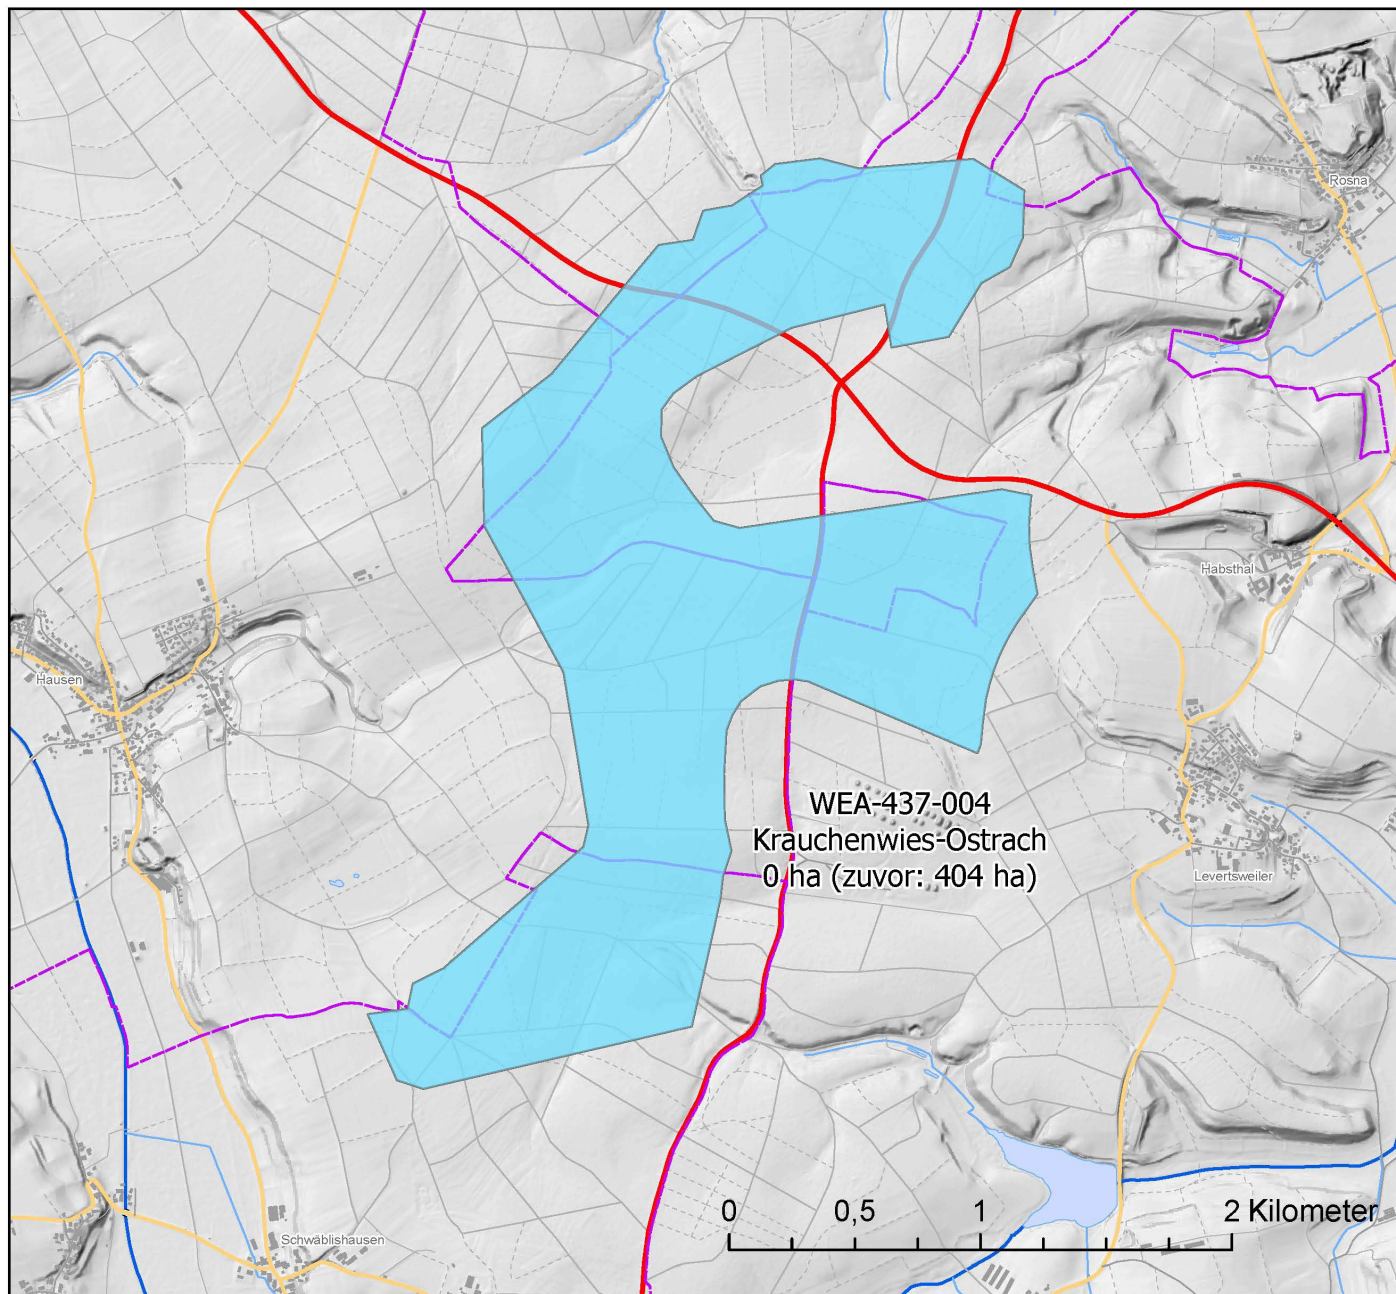 Rosna
Habsthal
Hausen
WEA-437-004
Krauchenwies-Ostrach
0 ha (zuvor: 404 ha)
Levertsweiler
0 0,5 1 2 Kilometer
Schwäblishausen